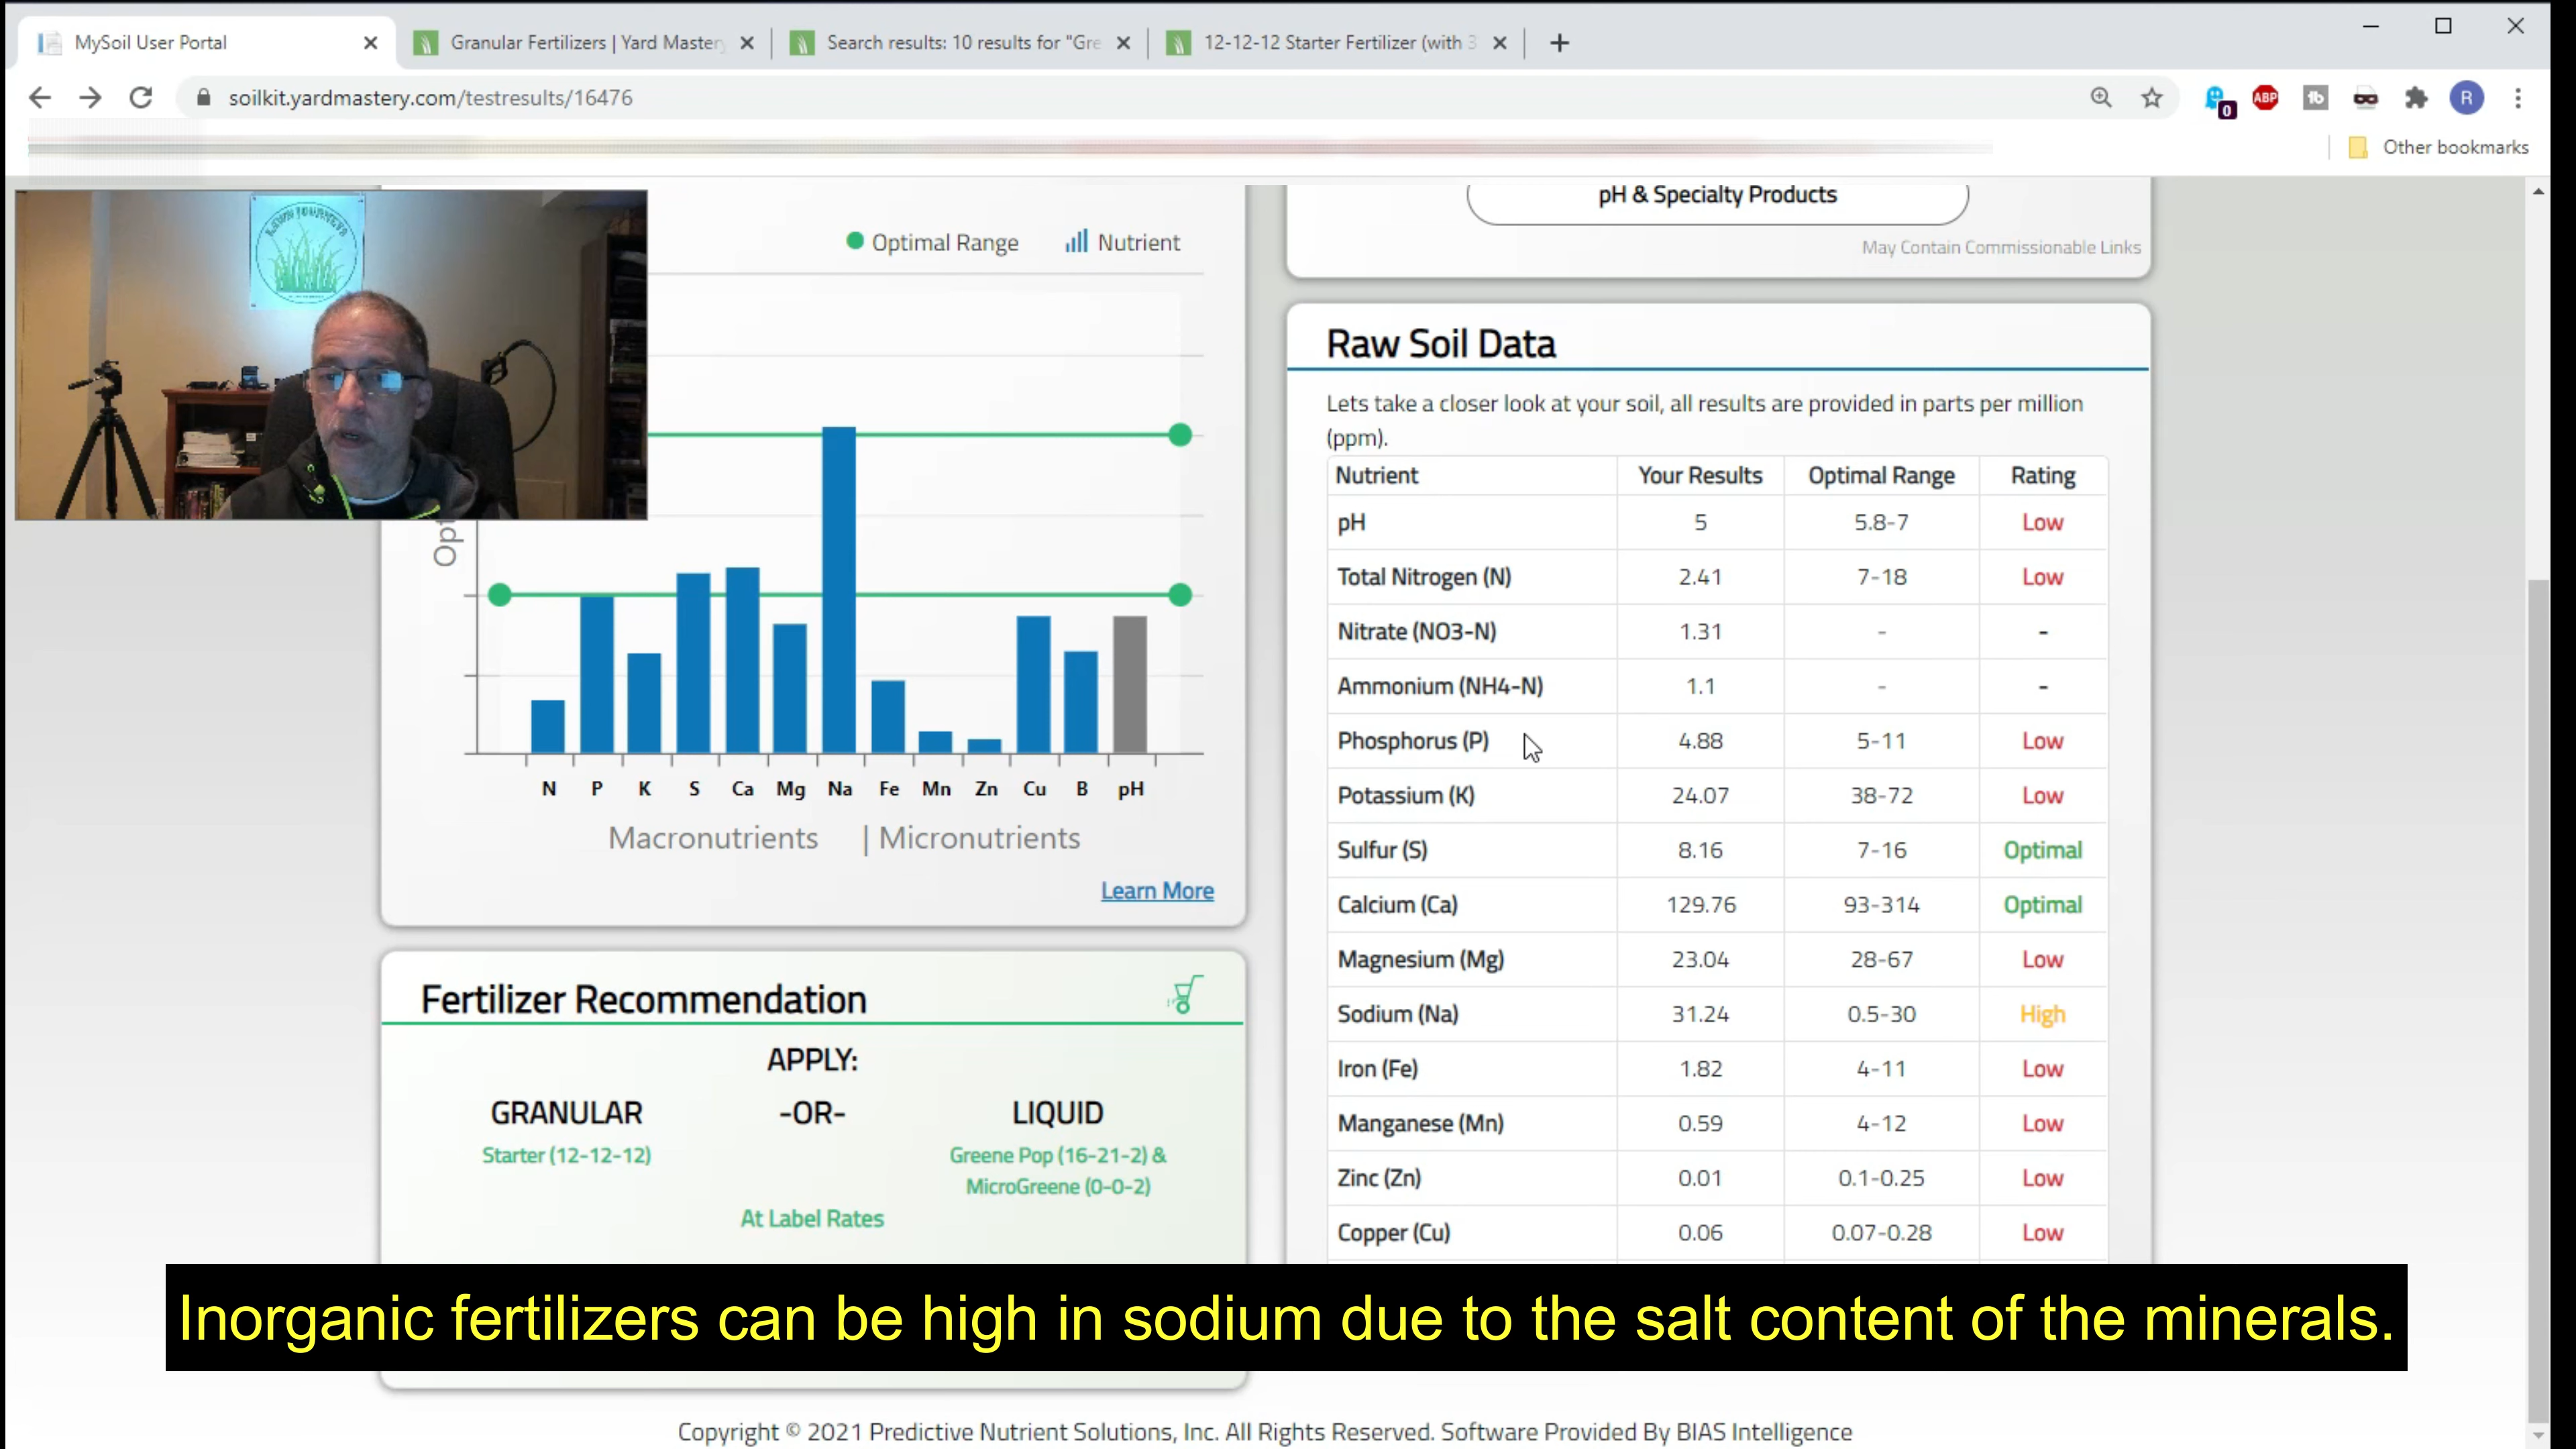 MySoil User Portal
Granular Fertilizers | Yard Mastery
Search results: 10 results for "Gre
12-12-12 Starter Fertilizer (with 3
soilkit.yardmastery.com/testresults/16476
0
ABP
tb
R
Other bookmarks
LAWN JOURNEYS
Optimal Range
Nutrient
Opt
N P K S Ca Mg Na Fe Mn Zn Cu B pH
Macronutrients | Micronutrients
Learn More
Fertilizer Recommendation
APPLY:
GRANULAR -OR- LIQUID
Starter (12-12-12)
Greene Pop (16-21-2) &
MicroGreene (0-0-2)
At Label Rates
pH & Specialty Products
May Contain Commissionable Links
Raw Soil Data
Lets take a closer look at your soil, all results are provided in parts per million
(ppm).
Nutrient Your Results Optimal Range Rating
pH 5 5.8-7 Low
Total Nitrogen (N) 2.41 7-18 Low
Nitrate (NO3-N) 1.31 - -
Ammonium (NH4-N) 1.1 - -
Phosphorus (P) 4.88 5-11 Low
Potassium (K) 24.07 38-72 Low
Sulfur (S) 8.16 7-16 Optimal
Calcium (Ca) 129.76 93-314 Optimal
Magnesium (Mg) 23.04 28-67 Low
Sodium (Na) 31.24 0.5-30 High
Iron (Fe) 1.82 4-11 Low
Manganese (Mn) 0.59 4-12 Low
Zinc (Zn) 0.01 0.1-0.25 Low
Copper (Cu) 0.06 0.07-0.28 Low
Inorganic fertilizers can be high in sodium due to the salt content of the minerals.
Copyright © 2021 Predictive Nutrient Solutions, Inc. All Rights Reserved. Software Provided By BIAS Intelligence